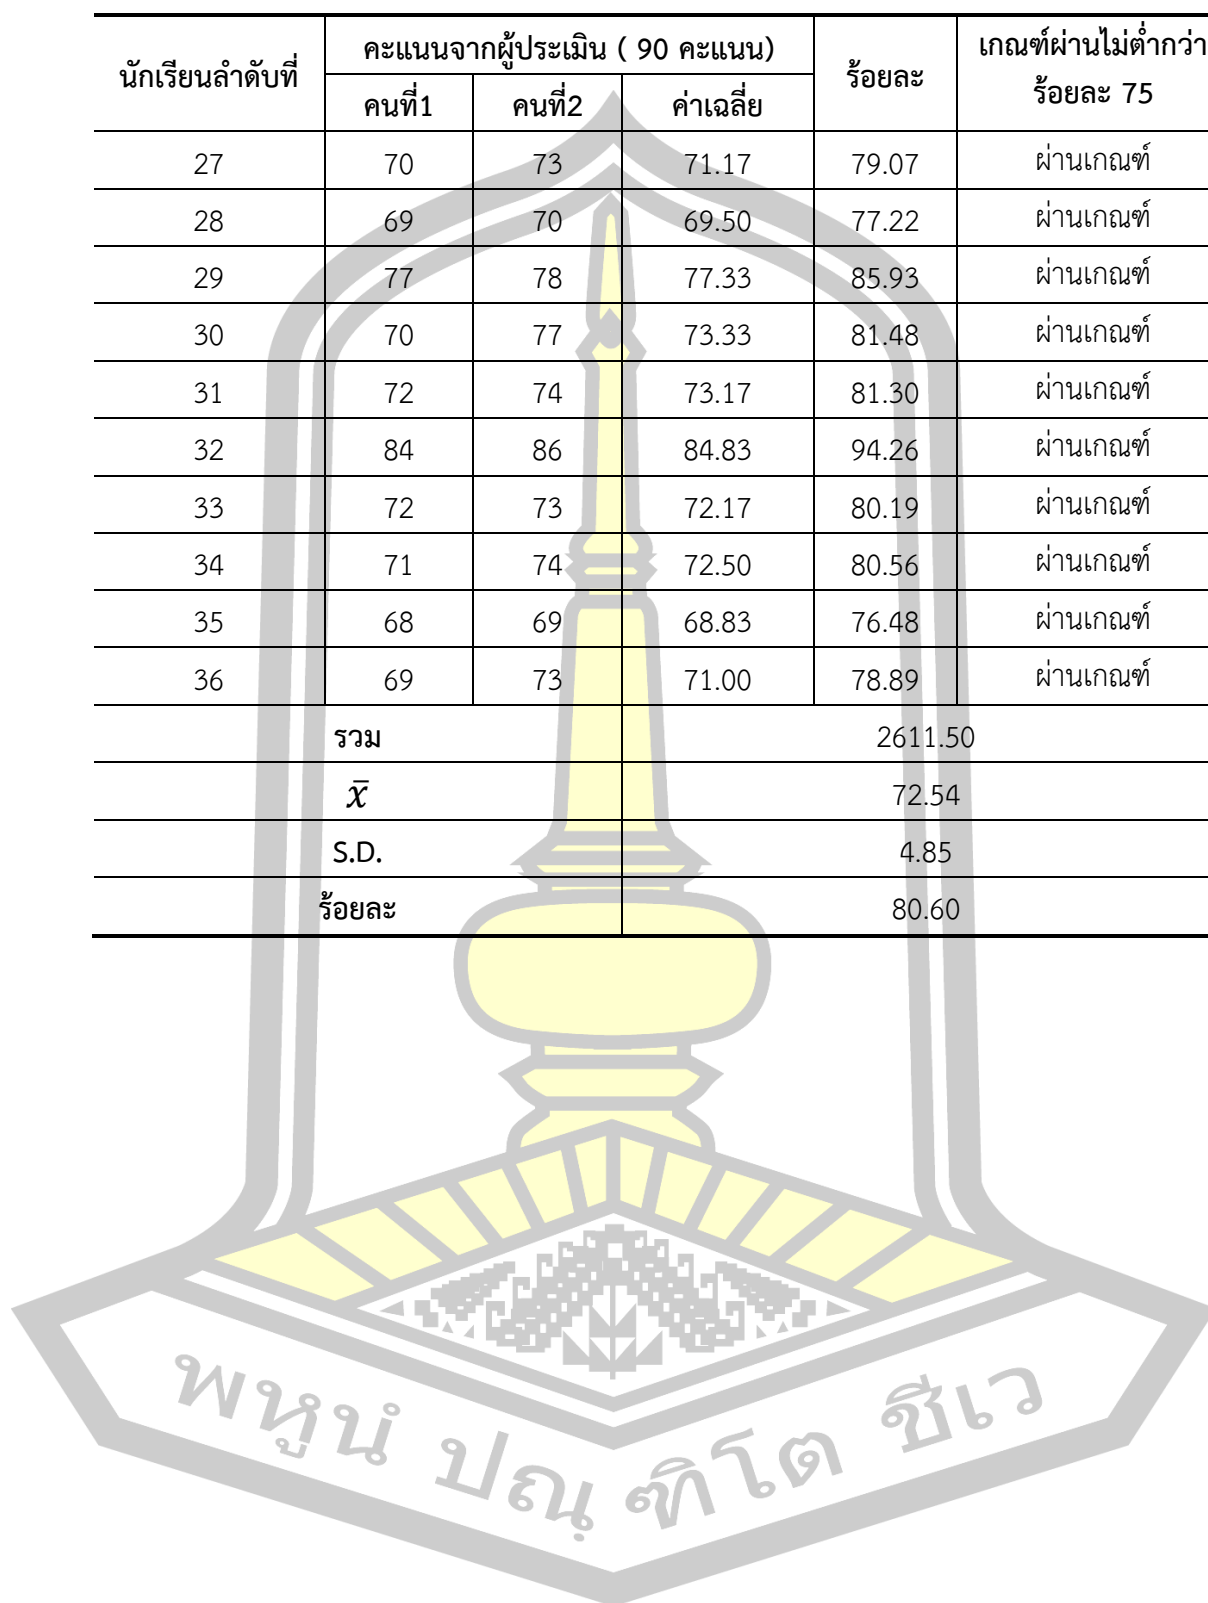 นักเรียนลำดับที่ คะแนนจากผู้ประเมิน ( 90 คะแนน) ร้อยละ เกณฑ์ผ่านไม่ต่ำกว่า
ร้อยละ 75
คนที่1 คนที่2 ค่าเฉลี่ย
27 70 73 71.17 79.07 ผ่านเกณฑ์
28 69 70 69.50 77.22 ผ่านเกณฑ์
29 77 78 77.33 85.93 ผ่านเกณฑ์
30 70 77 73.33 81.48 ผ่านเกณฑ์
31 72 74 73.17 81.30 ผ่านเกณฑ์
32 84 86 84.83 94.26 ผ่านเกณฑ์
33 72 73 72.17 80.19 ผ่านเกณฑ์
34 71 74 72.50 80.56 ผ่านเกณฑ์
35 68 69 68.83 76.48 ผ่านเกณฑ์
36 69 73 71.00 78.89 ผ่านเกณฑ์
รวม 2611.50
x̄ 72.54
S.D. 4.85
ร้อยละ 80.60
พหูนํ ปณฺ ฑิโต ชีเว